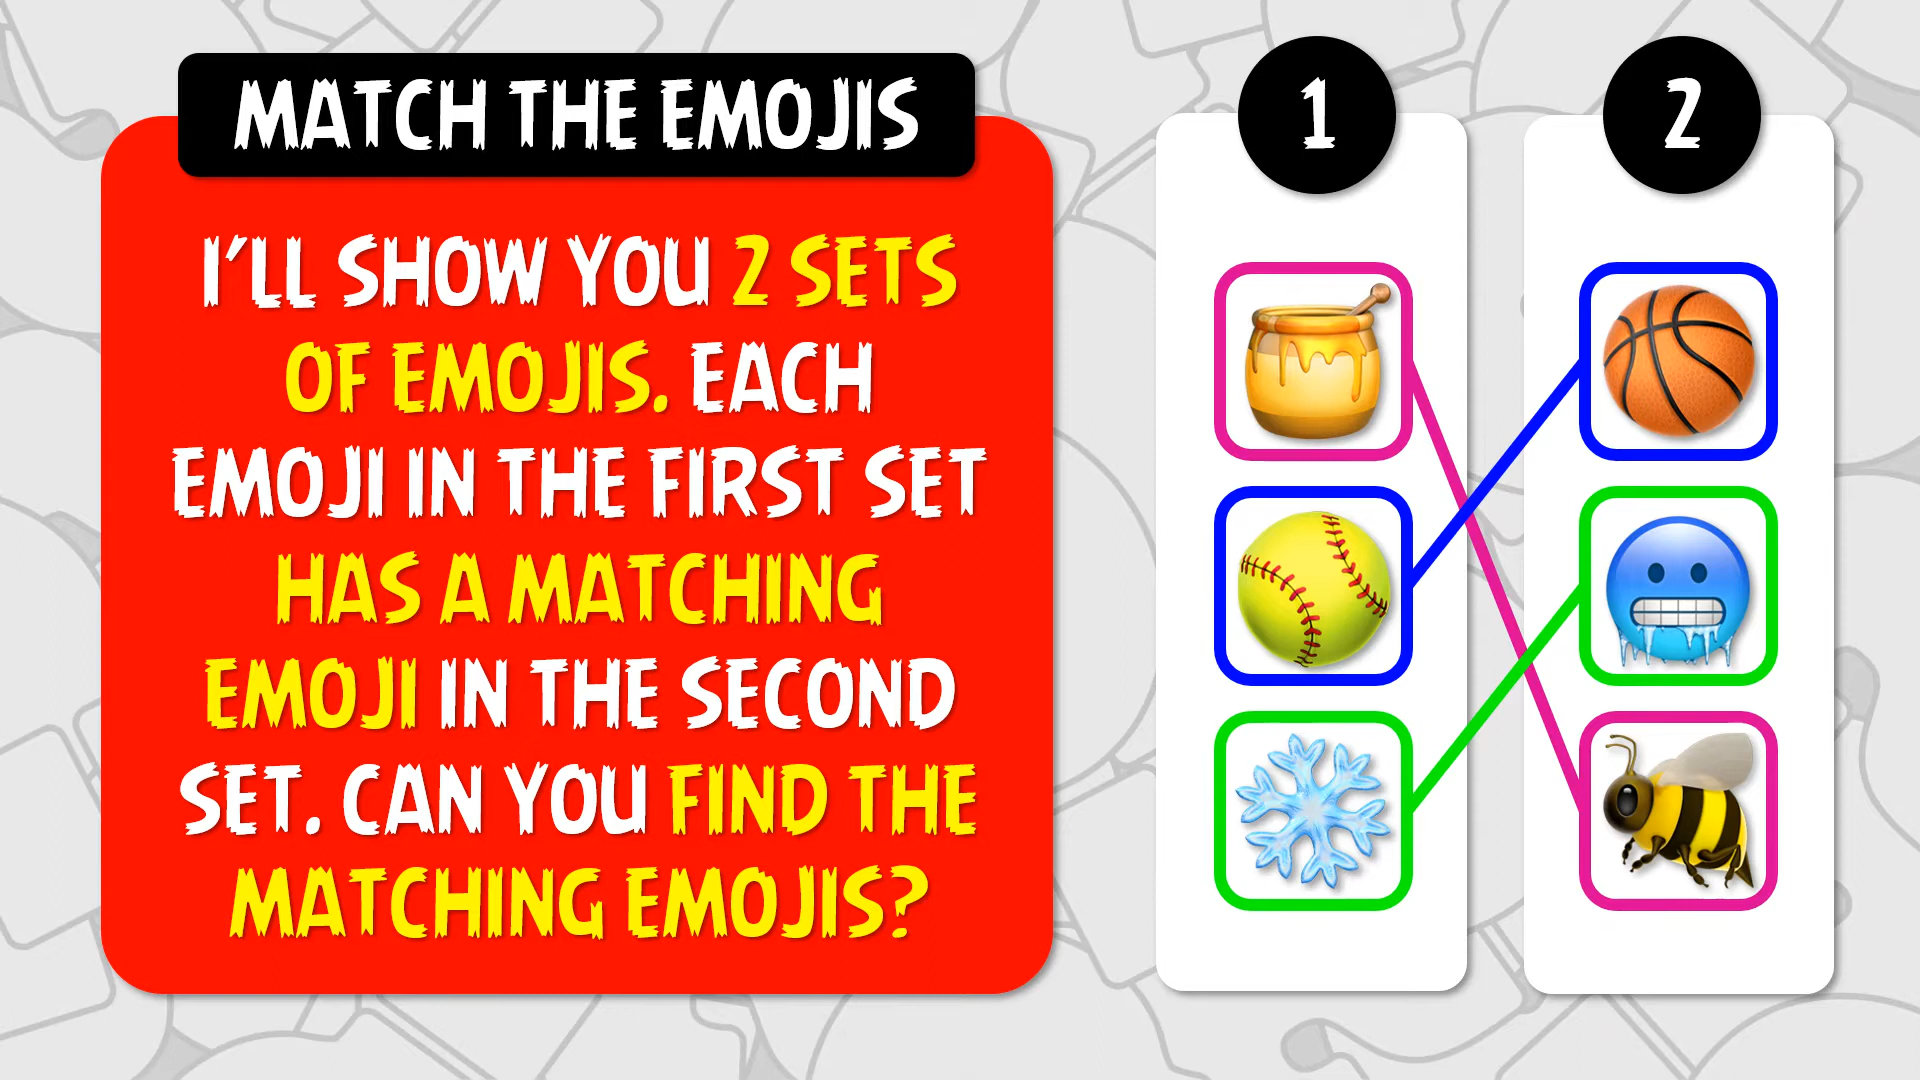 MATCH THE EMOJIS
I'LL SHOW YOU 2 SETS
OF EMOJIS. EACH
EMOJI IN THE FIRST SET
HAS A MATCHING
EMOJI IN THE SECOND
SET. CAN YOU FIND THE
MATCHING EMOJIS?
1
2